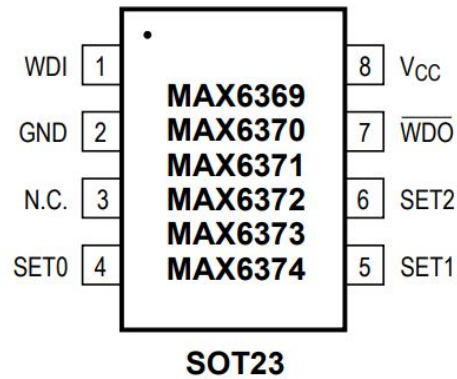 WDI 1 8 VCC
MAX6369
GND 2 MAX6370 7 WDO
MAX6371
N.C. 3 MAX6372 6 SET2
MAX6373
SET0 4 MAX6374 5 SET1
SOT23